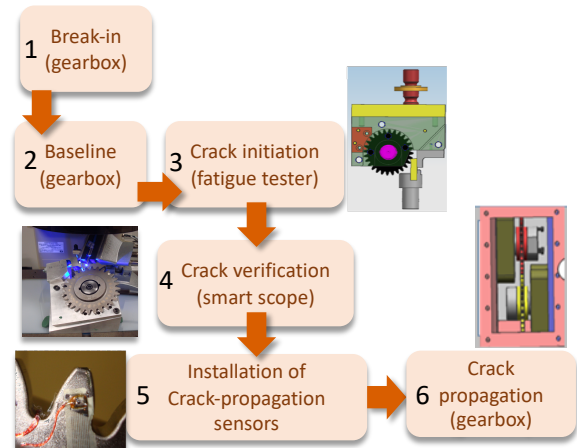 1 Break-in
(gearbox)
2 Baseline
(gearbox)
3 Crack initiation
(fatigue tester)
4 Crack verification
(smart scope)
5 Installation of
Crack-propagation
sensors
6 Crack
propagation
(gearbox)